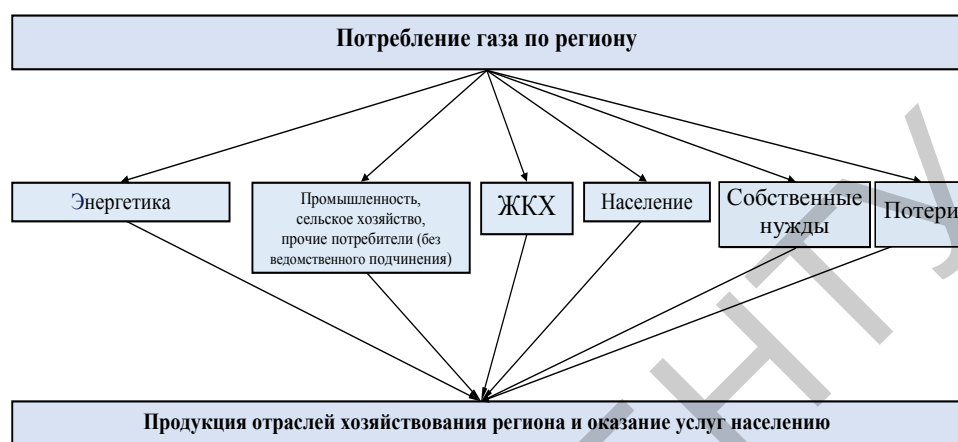 Потребление газа по региону
Энергетика
Промышленность,
сельское хозяйство,
прочие потребители (без
ведомственного подчинения)
ЖКХ
Население
Собственные
нужды
Потери
Продукция отраслей хозяйствования региона и оказание услуг населению
НТУ